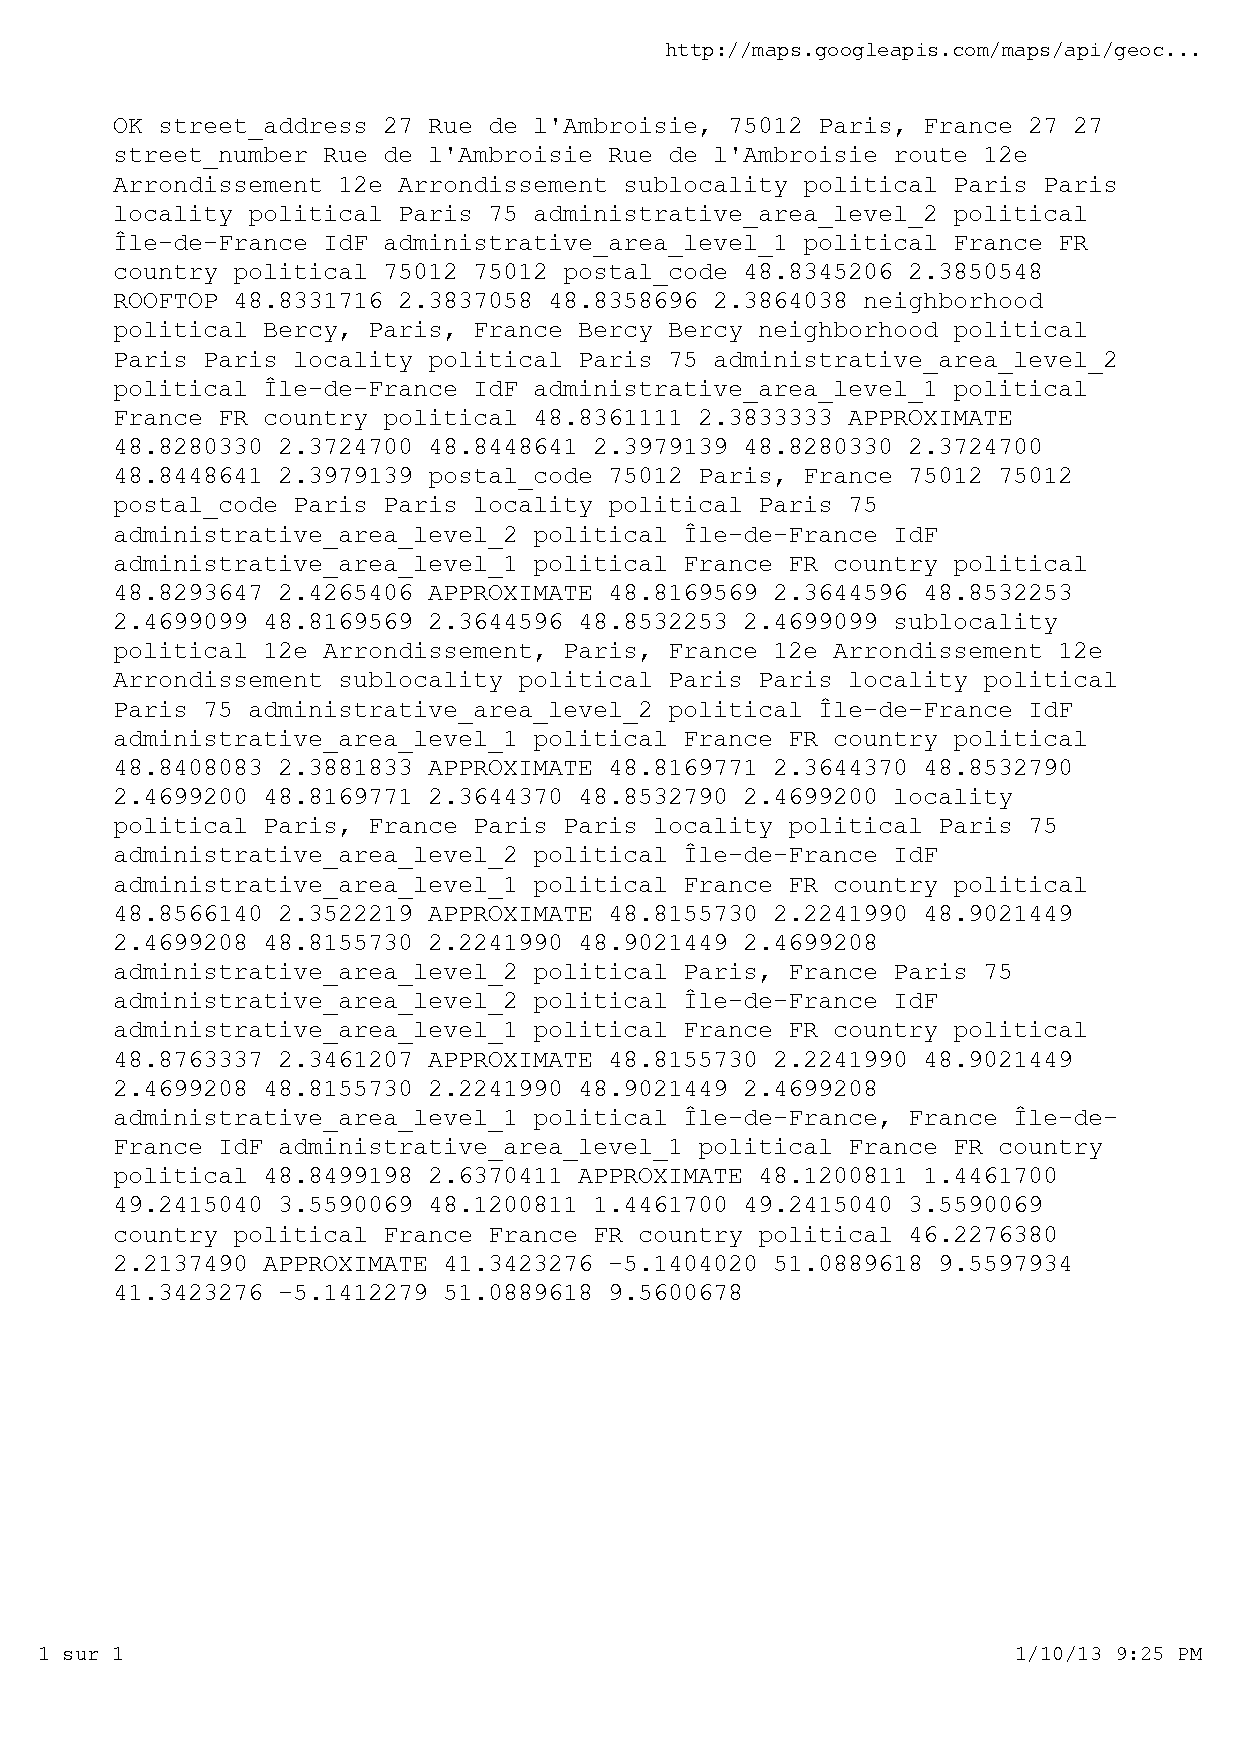 http://maps.googleapis.com/maps/api/geoc...
OK street_address 27 Rue de l'Ambroisie, 75012 Paris, France 27 27
street_number Rue de l'Ambroisie Rue de l'Ambroisie route 12e
Arrondissement 12e Arrondissement sublocality political Paris Paris
locality political Paris 75 administrative_area_level_2 political
Île-de-France IdF administrative_area_level_1 political France FR
country political 75012 75012 postal_code 48.8345206 2.3850548
ROOFTOP 48.8331716 2.3837058 48.8358696 2.3864038 neighborhood
political Bercy, Paris, France Bercy Bercy neighborhood political
Paris Paris locality political Paris 75 administrative_area_level_2
political Île-de-France IdF administrative_area_level_1 political
France FR country political 48.8361111 2.3833333 APPROXIMATE
48.8280330 2.3724700 48.8448641 2.3979139 48.8280330 2.3724700
48.8448641 2.3979139 postal_code 75012 Paris, France 75012 75012
postal_code Paris Paris locality political Paris 75
administrative_area_level_2 political Île-de-France IdF
administrative_area_level_1 political France FR country political
48.8293647 2.4265406 APPROXIMATE 48.8169569 2.3644596 48.8532253
2.4699099 48.8169569 2.3644596 48.8532253 2.4699099 sublocality
political 12e Arrondissement, Paris, France 12e Arrondissement 12e
Arrondissement sublocality political Paris Paris locality political
Paris 75 administrative_area_level_2 political Île-de-France IdF
administrative_area_level_1 political France FR country political
48.8408083 2.3881833 APPROXIMATE 48.8169771 2.3644370 48.8532790
2.4699200 48.8169771 2.3644370 48.8532790 2.4699200 locality
political Paris, France Paris Paris locality political Paris 75
administrative_area_level_2 political Île-de-France IdF
administrative_area_level_1 political France FR country political
48.8566140 2.3522219 APPROXIMATE 48.8155730 2.2241990 48.9021449
2.4699208 48.8155730 2.2241990 48.9021449 2.4699208
administrative_area_level_2 political Paris, France Paris 75
administrative_area_level_2 political Île-de-France IdF
administrative_area_level_1 political France FR country political
48.8763337 2.3461207 APPROXIMATE 48.8155730 2.2241990 48.9021449
2.4699208 48.8155730 2.2241990 48.9021449 2.4699208
administrative_area_level_1 political Île-de-France, France Île-de-
France IdF administrative_area_level_1 political France FR country
political 48.8499198 2.6370411 APPROXIMATE 48.1200811 1.4461700
49.2415040 3.5590069 48.1200811 1.4461700 49.2415040 3.5590069
country political France France FR country political 46.2276380
2.2137490 APPROXIMATE 41.3423276 -5.1404020 51.0889618 9.5597934
41.3423276 -5.1412279 51.0889618 9.5600678
1 sur 1
1/10/13 9:25 PM